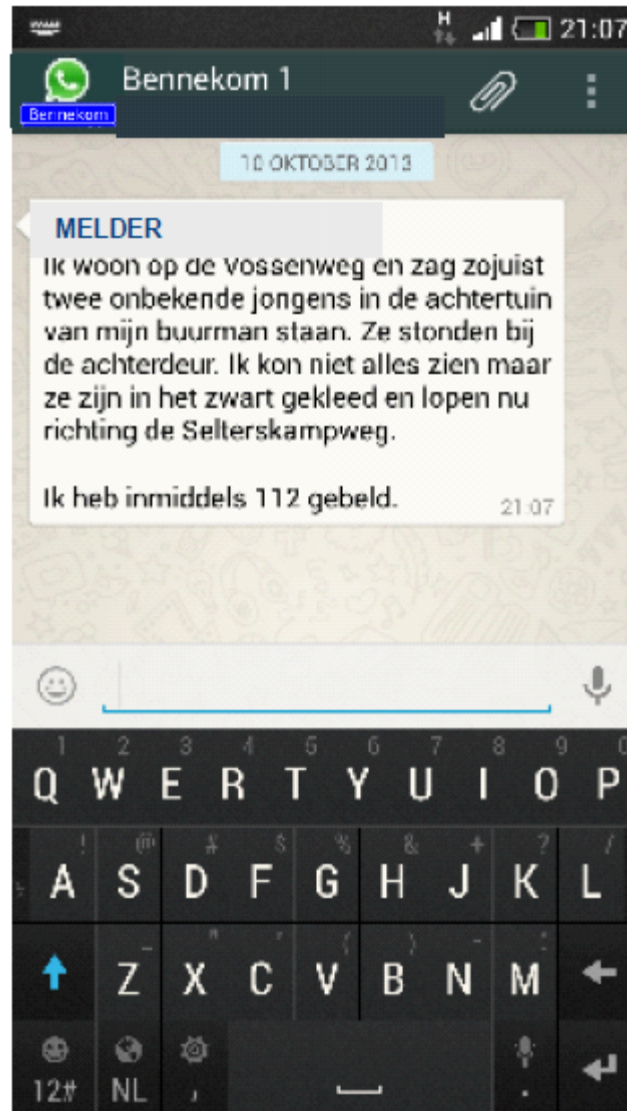 H 21:07
Bennekom 1
Bennekom
10 OKTOBER 2013
MELDER
Ik woon op de Vossenweg en zag zojuist
twee onbekende jongens in de achtertuin
van mijn buurman staan. Ze stonden bij
de achterdeur. Ik kon niet alles zien maar
ze zijn in het zwart gekleed en lopen nu
richting de Selterskampweg.
Ik heb inmiddels 112 gebeld.
21:07
1 2 3 4 5 6 7 8 9 0
Q W E R T Y U I O P
! @ # $ % & + ? /
A S D F G H J K L
Z X C V B N M
12# NL , .